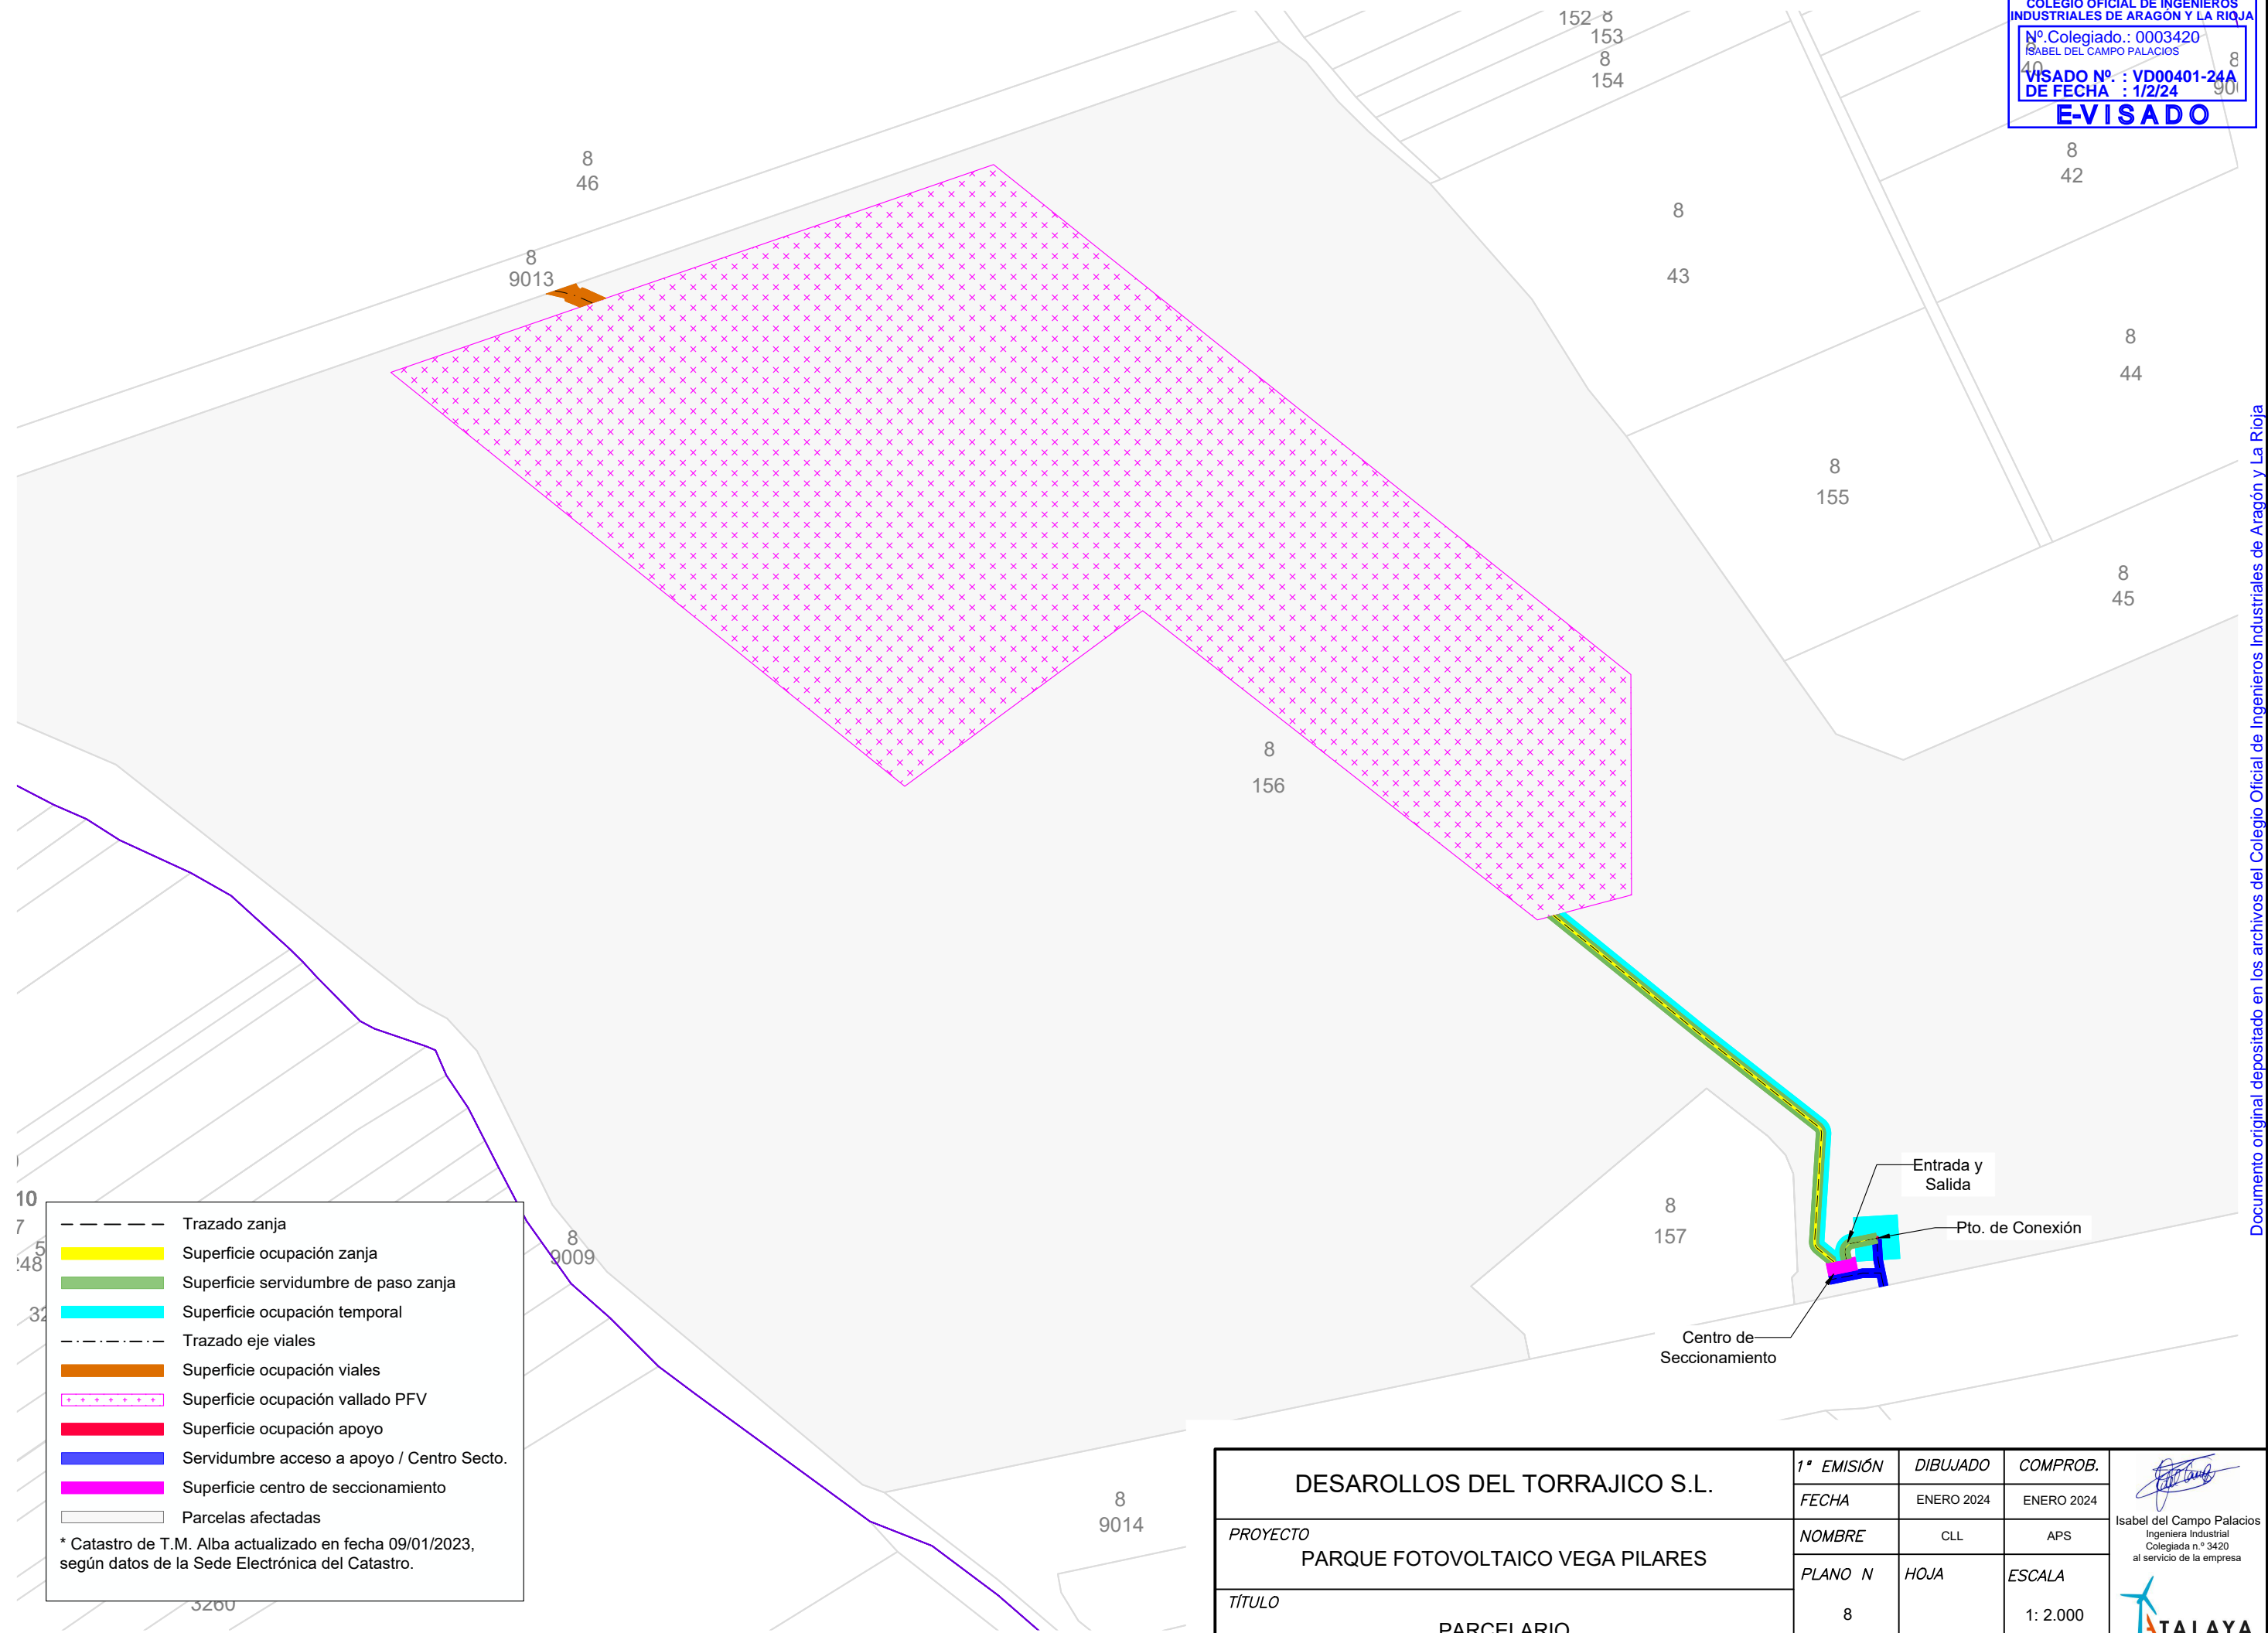 COLEGIO OFICIAL DE INGENIEROS
INDUSTRIALES DE ARAGÓN Y LA RIOJA
Nº.Colegiado.: 0003420
ISABEL DEL CAMPO PALACIOS
VISADO Nº. : VD00401-24A
DE FECHA : 1/2/24
E-VISADO
152
8
153
8
154
8
40
8
8
42
8
46
8
43
8
9013
8
44
8
155
8
45
8
156
8
157
8
9009
8
9014
10
7
3260
Entrada y
Salida
Pto. de Conexión
Centro de
Seccionamiento
Trazado zanja
Superficie ocupación zanja
Superficie servidumbre de paso zanja
Superficie ocupación temporal
Trazado eje viales
Superficie ocupación viales
Superficie ocupación vallado PFV
Superficie ocupación apoyo
Servidumbre acceso a apoyo / Centro Secto.
Superficie centro de seccionamiento
Parcelas afectadas
* Catastro de T.M. Alba actualizado en fecha 09/01/2023,
según datos de la Sede Electrónica del Catastro.
DESAROLLOS DEL TORRAJICO S.L.
PROYECTO
PARQUE FOTOVOLTAICO VEGA PILARES
TÍTULO
PARCELARIO
1ª EMISIÓN
DIBUJADO
COMPROB.
FECHA
ENERO 2024
ENERO 2024
NOMBRE
CLL
APS
PLANO N
HOJA
ESCALA
8
1: 2.000
Isabel del Campo Palacios
Ingeniera Industrial
Colegiada n.º 3420
al servicio de la empresa
ATALAYA
Documento original depositado en los archivos del Colegio Oficial de Ingenieros Industriales de Aragón y La Rioja